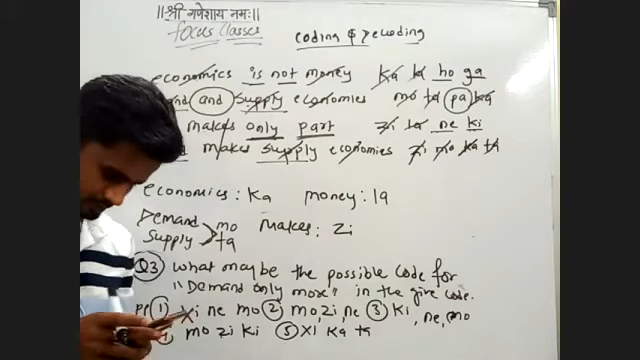 ||श्री गणेशाय नमः||
focus Classes
coding & Decoding
economics is not money ka la ho ga
and supply economies mo ta pa ka
makes only part zi la ne ki
makes supply economies zi mo ka ta
economics : ka money : la
Demand mo
Supply ta makes : zi
Q3 what may be the possible code for
"Demand only more" in the give code.
(1) xi ne mo (2) mo, zi, ne (3) ki, ne, mo
mo zi ki (5) xi ka ta